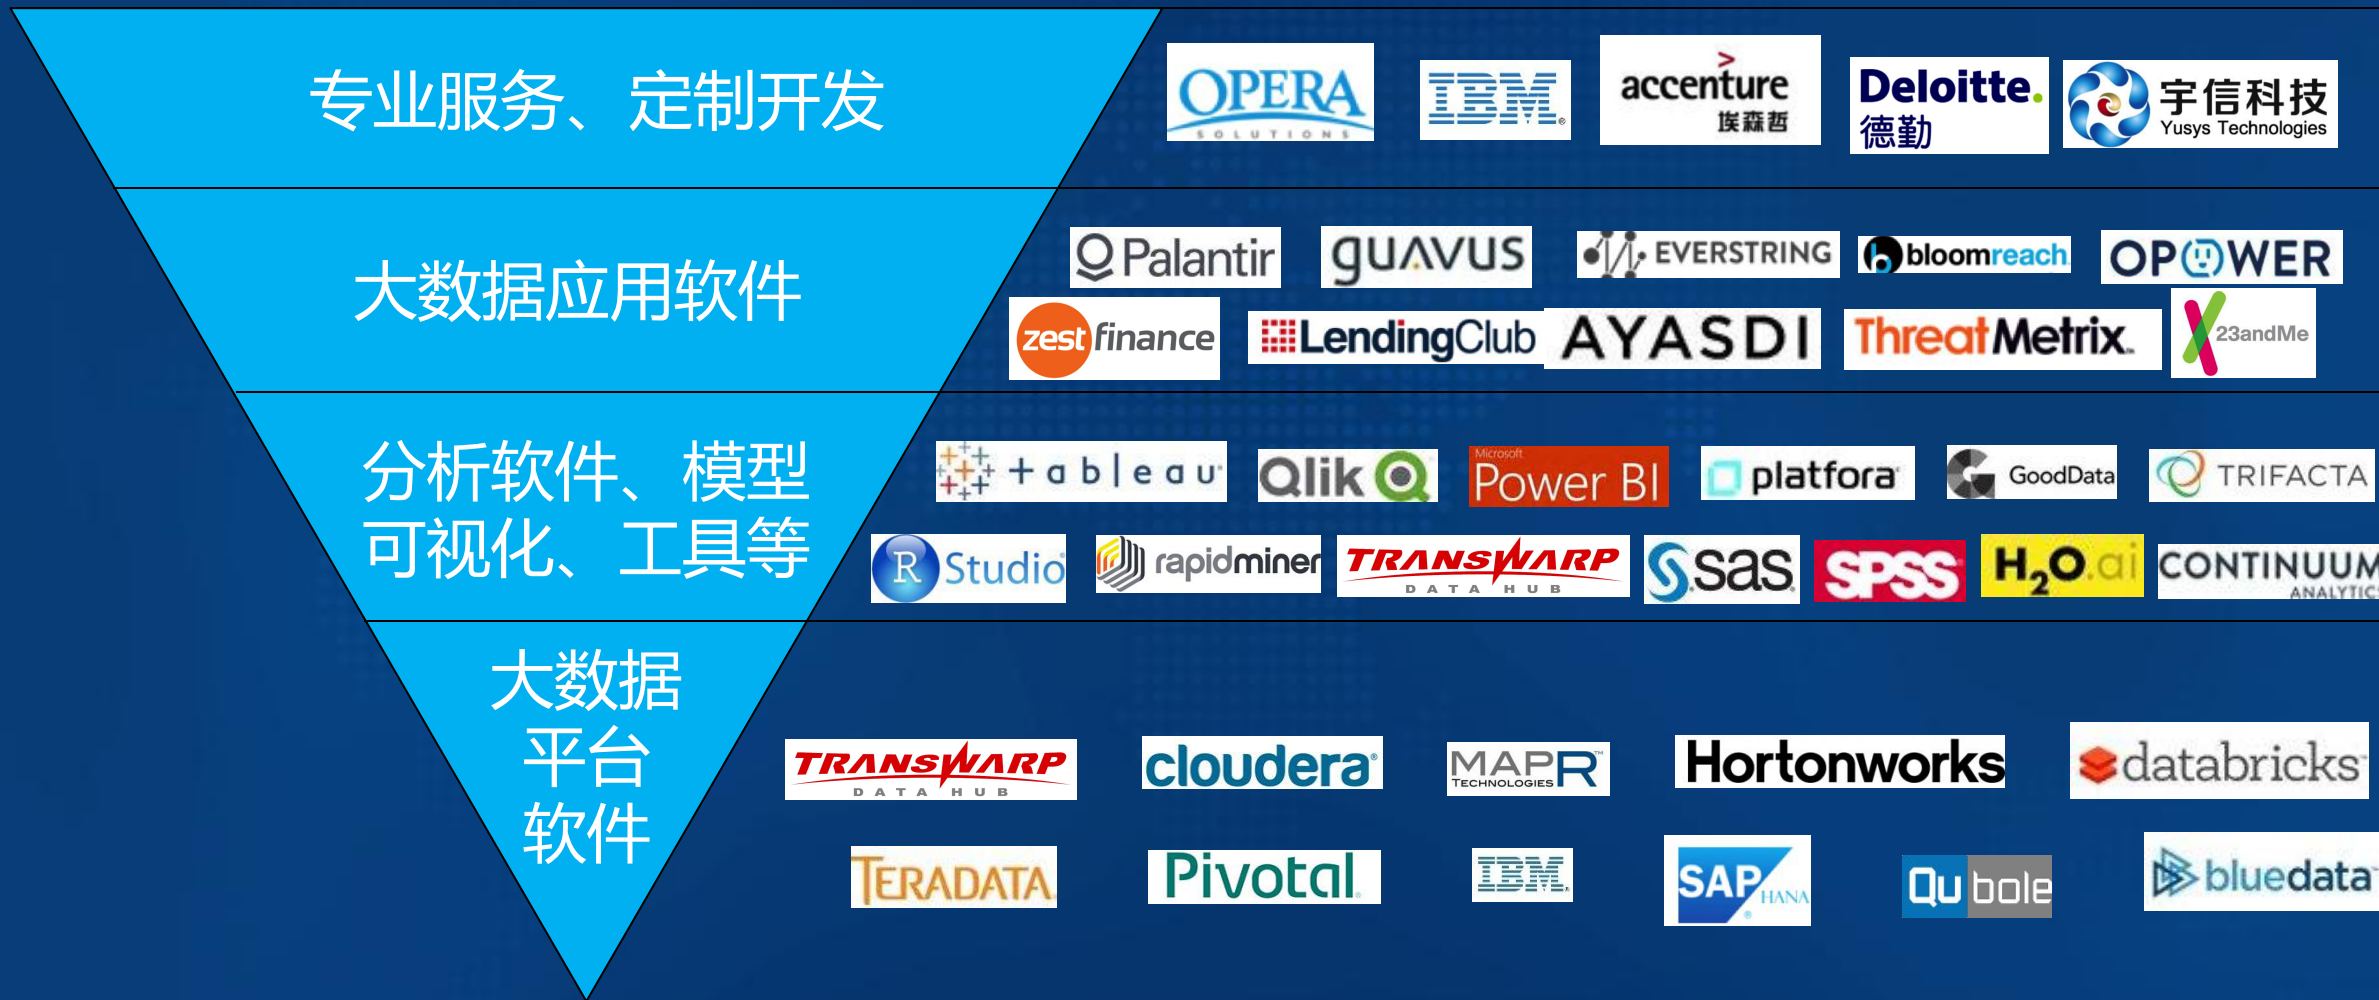 专业服务、定制开发
OPERA
SOLUTIONS
IBM
accenture
埃森哲
Deloitte.
德勤
宇信科技
Yusys Technologies
大数据应用软件
Palantir
guavus
EVERSTRING
bloomreach
OPOWER
zest finance
LendingClub
AYASDI
ThreatMetrix
23andMe
分析软件、模型
可视化、工具等
+ableau
Qlik
Microsoft
Power BI
platfora
GoodData
TRIFACTA
R Studio
rapidminer
TRANSWARP
DATA HUB
sas
SPSS
H2O.ai
CONTINUUM
ANALYTICS
大数据
平台
软件
TRANSWARP
DATA HUB
cloudera
MAPR
TECHNOLOGIES
Hortonworks
databricks
TERADATA
Pivotal
IBM
SAP HANA
Qubole
bluedata